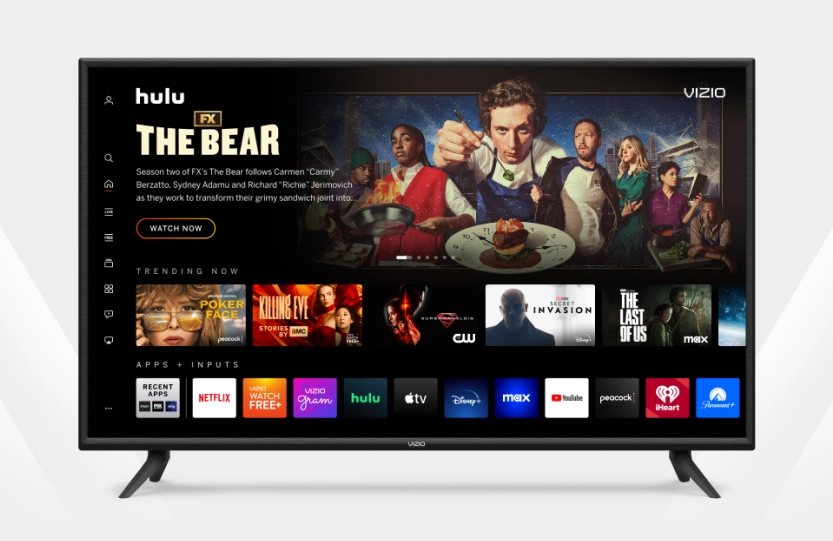 hulu
VIZIO
FX
THE BEAR
Season two of FX's The Bear follows Carmen "Carmy"
Berzatto, Sydney Adamu and Richard "Richie" Jerimovich
as they work to transform their grimy sandwich joint into...
WATCH NOW
TRENDING NOW
POKER
FACE
peacock
KILLING EVE
STORIES BY AMC
SUPERMAN & LOIS
CW
SECRET
INVASION
Disney+
THE
LAST
OF US
max
APPS + INPUTS
RECENT
APPS
NETFLIX
VIZIO
WATCH
FREE+
VIZIO
gram
hulu
tv
Disney+
max
YouTube
peacock
iHeart
Paramount+
LIVE
FREE
VIZIO